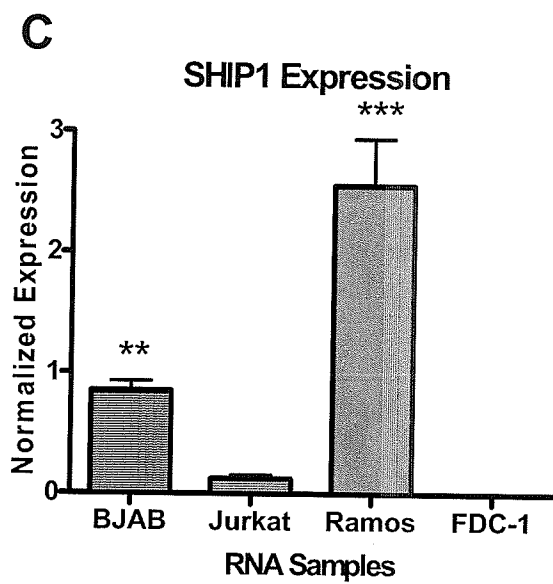 C
SHIP1 Expression
***
3
2
**
1
0
Normalized Expression
BJAB Jurkat Ramos FDC-1
RNA Samples